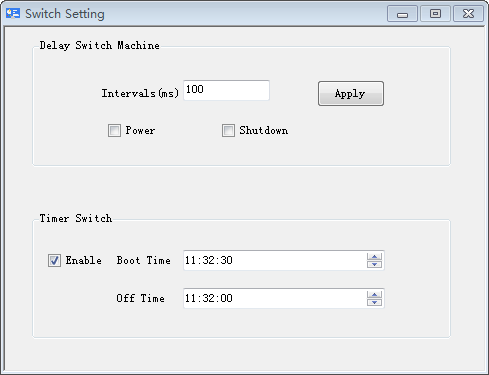 Switch Setting
Delay Switch Machine
Intervals(ms) 100 Apply
Power Shutdown
Timer Switch
Enable Boot Time 11:32:30
Off Time 11:32:00